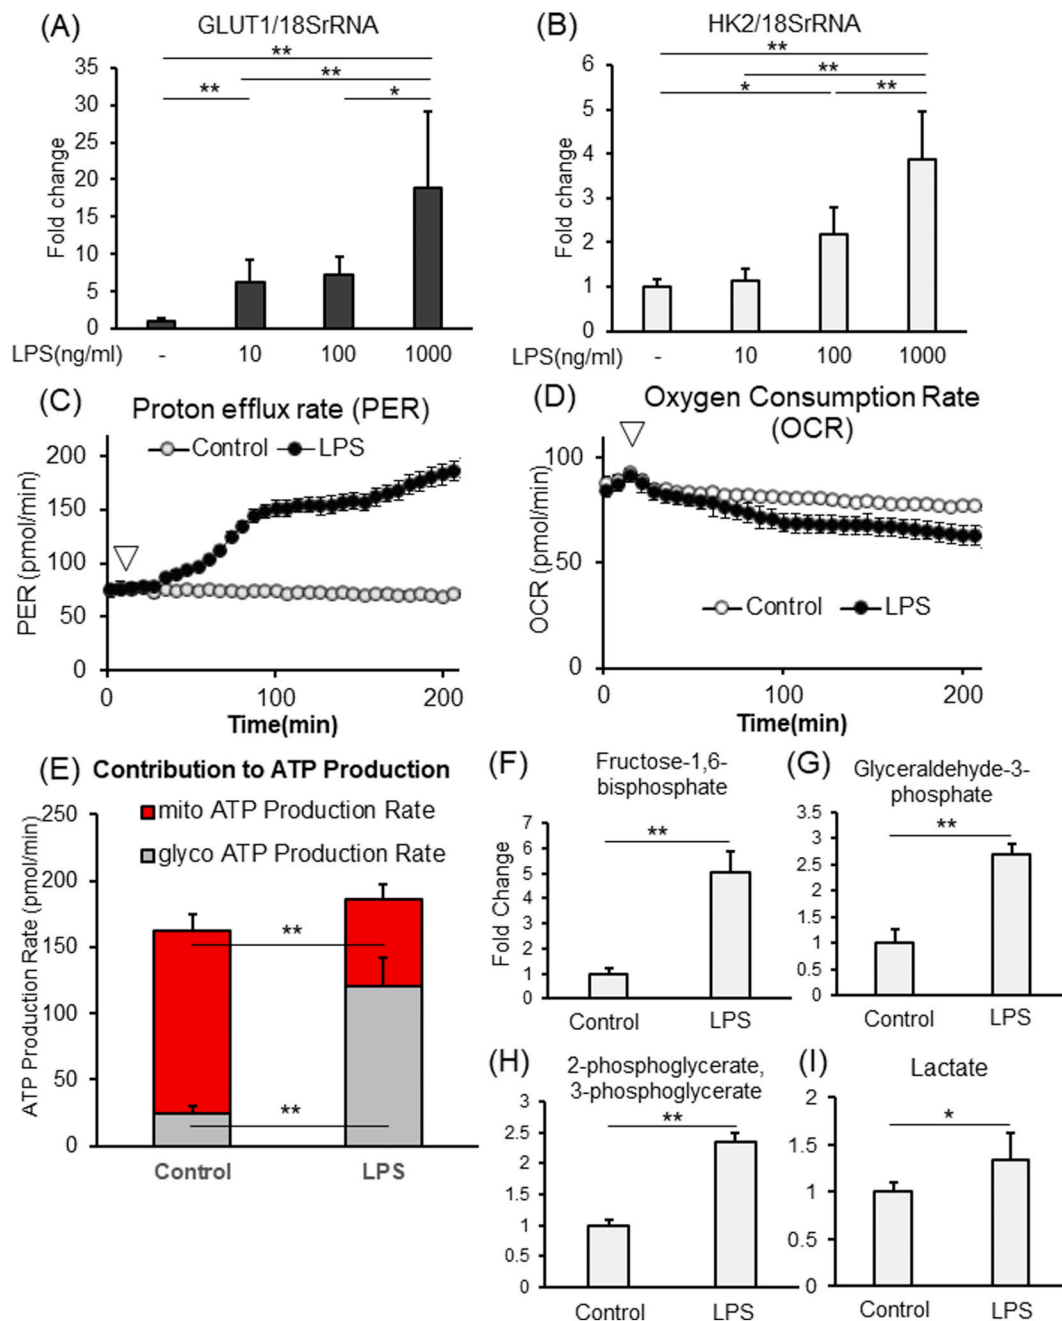 (A)
GLUT1/18SrRNA
Fold change
35
30
25
20
15
10
5
0
**
**
**
*
LPS(ng/ml) - 10 100 1000
(B)
HK2/18SrRNA
Fold change
6
5
4
3
2
1
0
**
**
*
**
LPS(ng/ml) - 10 100 1000
(C)
Proton efflux rate (PER)
Control LPS
PER (pmol/min)
200
150
100
50
0
0 100 200
Time(min)
(D)
Oxygen Consumption Rate
(OCR)
OCR (pmol/min)
100
50
0
Control LPS
0 100 200
Time(min)
(E) Contribution to ATP Production
ATP Production Rate (pmol/min)
250
200
150
100
50
0
mito ATP Production Rate
glyco ATP Production Rate
**
**
Control LPS
(F)
Fructose-1,6-
bisphosphate
Fold Change
7
6
5
4
3
2
1
0
**
Control LPS
(G)
Glyceraldehyde-3-
phosphate
3.5
3
2.5
2
1.5
1
0.5
0
**
Control LPS
(H)
2-phosphoglycerate,
3-phosphoglycerate
3
2.5
2
1.5
1
0.5
0
**
Control LPS
(I)
Lactate
2
1.5
1
0.5
0
*
Control LPS